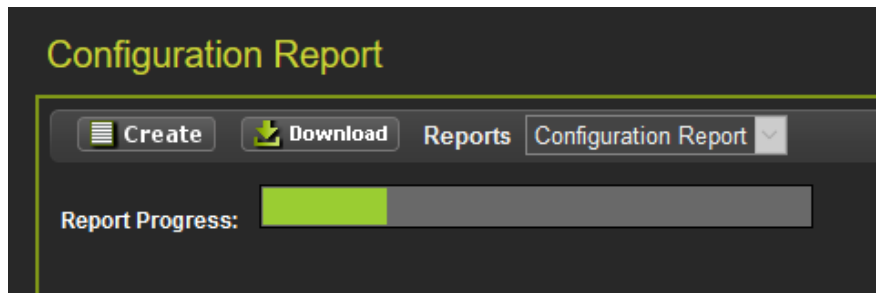 Configuration Report
Create Download Reports Configuration Report
Report Progress: